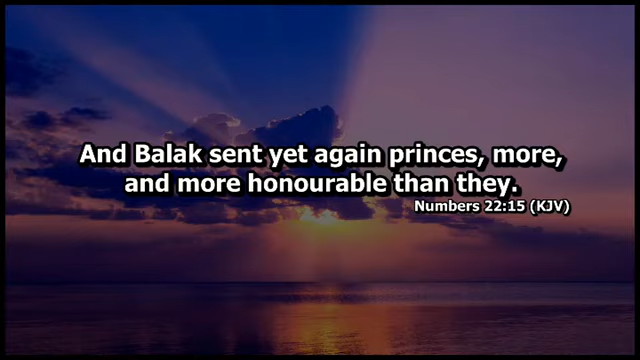 And Balak sent yet again princes, more,
and more honourable than they.
Numbers 22:15 (KJV)